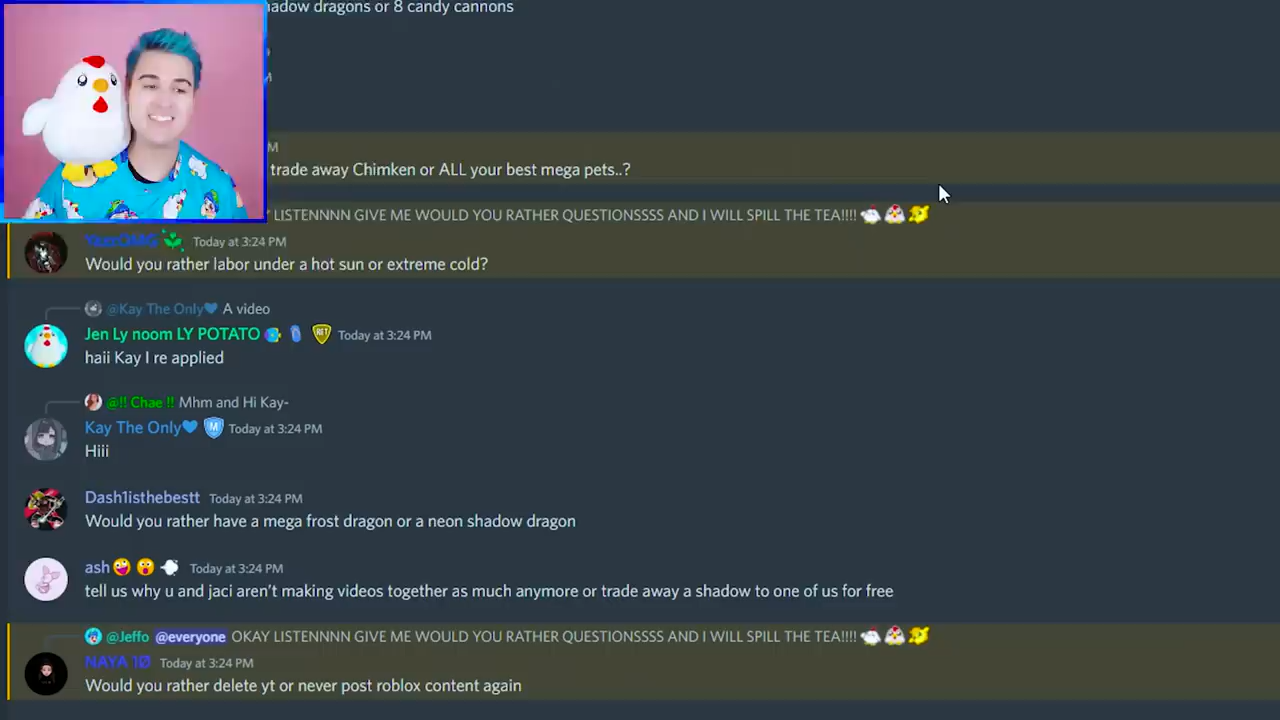 adow dragons or 8 candy cannons
M
M
trade away Chimken or ALL your best mega pets..?
LISTENNNN GIVE ME WOULD YOU RATHER QUESTIONSSSS AND I WILL SPILL THE TEA!!!!
YezrOMG Today at 3:24 PM
Would you rather labor under a hot sun or extreme cold?
@Kay The Only💙 A video
Jen Ly noom LY POTATO RET Today at 3:24 PM
haii Kay I re applied
@!! Chae !! Mhm and Hi Kay-
Kay The Only💙 M Today at 3:24 PM
Hiii
Dash1isthebestt Today at 3:24 PM
Would you rather have a mega frost dragon or a neon shadow dragon
ash🤪😲 Today at 3:24 PM
tell us why u and jaci aren't making videos together as much anymore or trade away a shadow to one of us for free
@Jeffo @everyone OKAY LISTENNNN GIVE ME WOULD YOU RATHER QUESTIONSSSS AND I WILL SPILL THE TEA!!!!
NAYA 1Ø Today at 3:24 PM
Would you rather delete yt or never post roblox content again